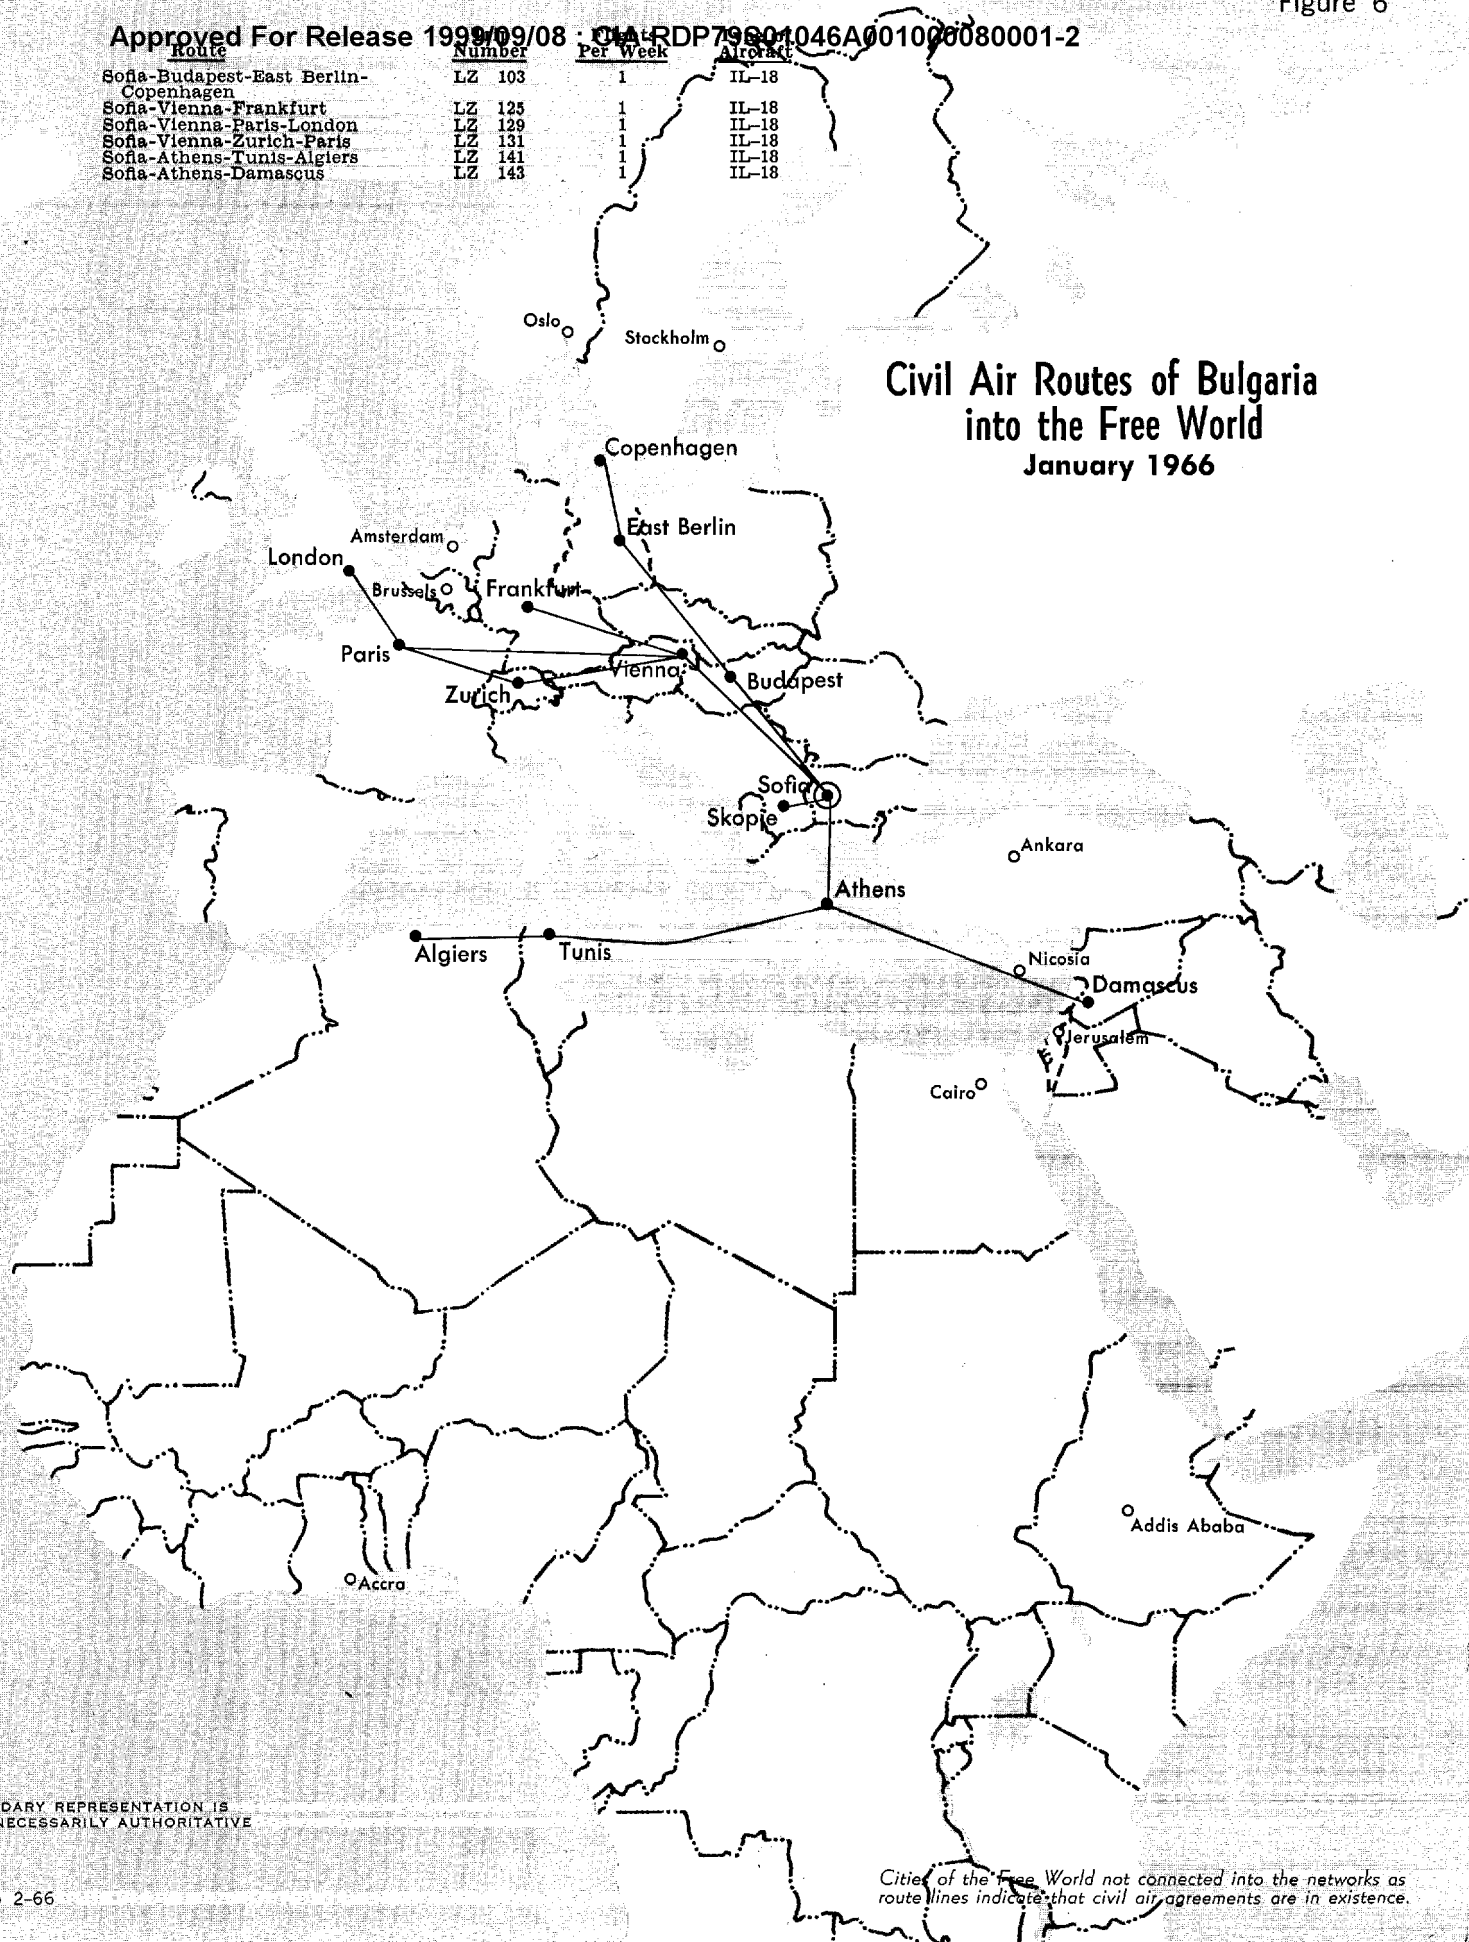 Figure 6
Approved For Release 1999/09/08 : CIA-RDP79S01046A001000080001-2
Route Number Per Week Aircraft
Sofia-Budapest-East Berlin- LZ 103 1 IL-18
Copenhagen
Sofia-Vienna-Frankfurt LZ 125 1 IL-18
Sofia-Vienna-Paris-London LZ 129 1 IL-18
Sofia-Vienna-Zurich-Paris LZ 131 1 IL-18
Sofia-Athens-Tunis-Algiers LZ 141 1 IL-18
Sofia-Athens-Damascus LZ 143 1 IL-18
Oslo
Stockholm
Civil Air Routes of Bulgaria
into the Free World
January 1966
Copenhagen
East Berlin
Amsterdam
London
Brussels
Frankfurt
Paris
Vienna
Zurich
Budapest
Sofia
Skopje
Ankara
Athens
Algiers
Tunis
Nicosia
Damascus
Jerusalem
Cairo
Addis Ababa
Accra
DARY REPRESENTATION IS
NECESSARILY AUTHORITATIVE
Cities of the Free World not connected into the networks as
route lines indicate that civil air agreements are in existence.
2-66